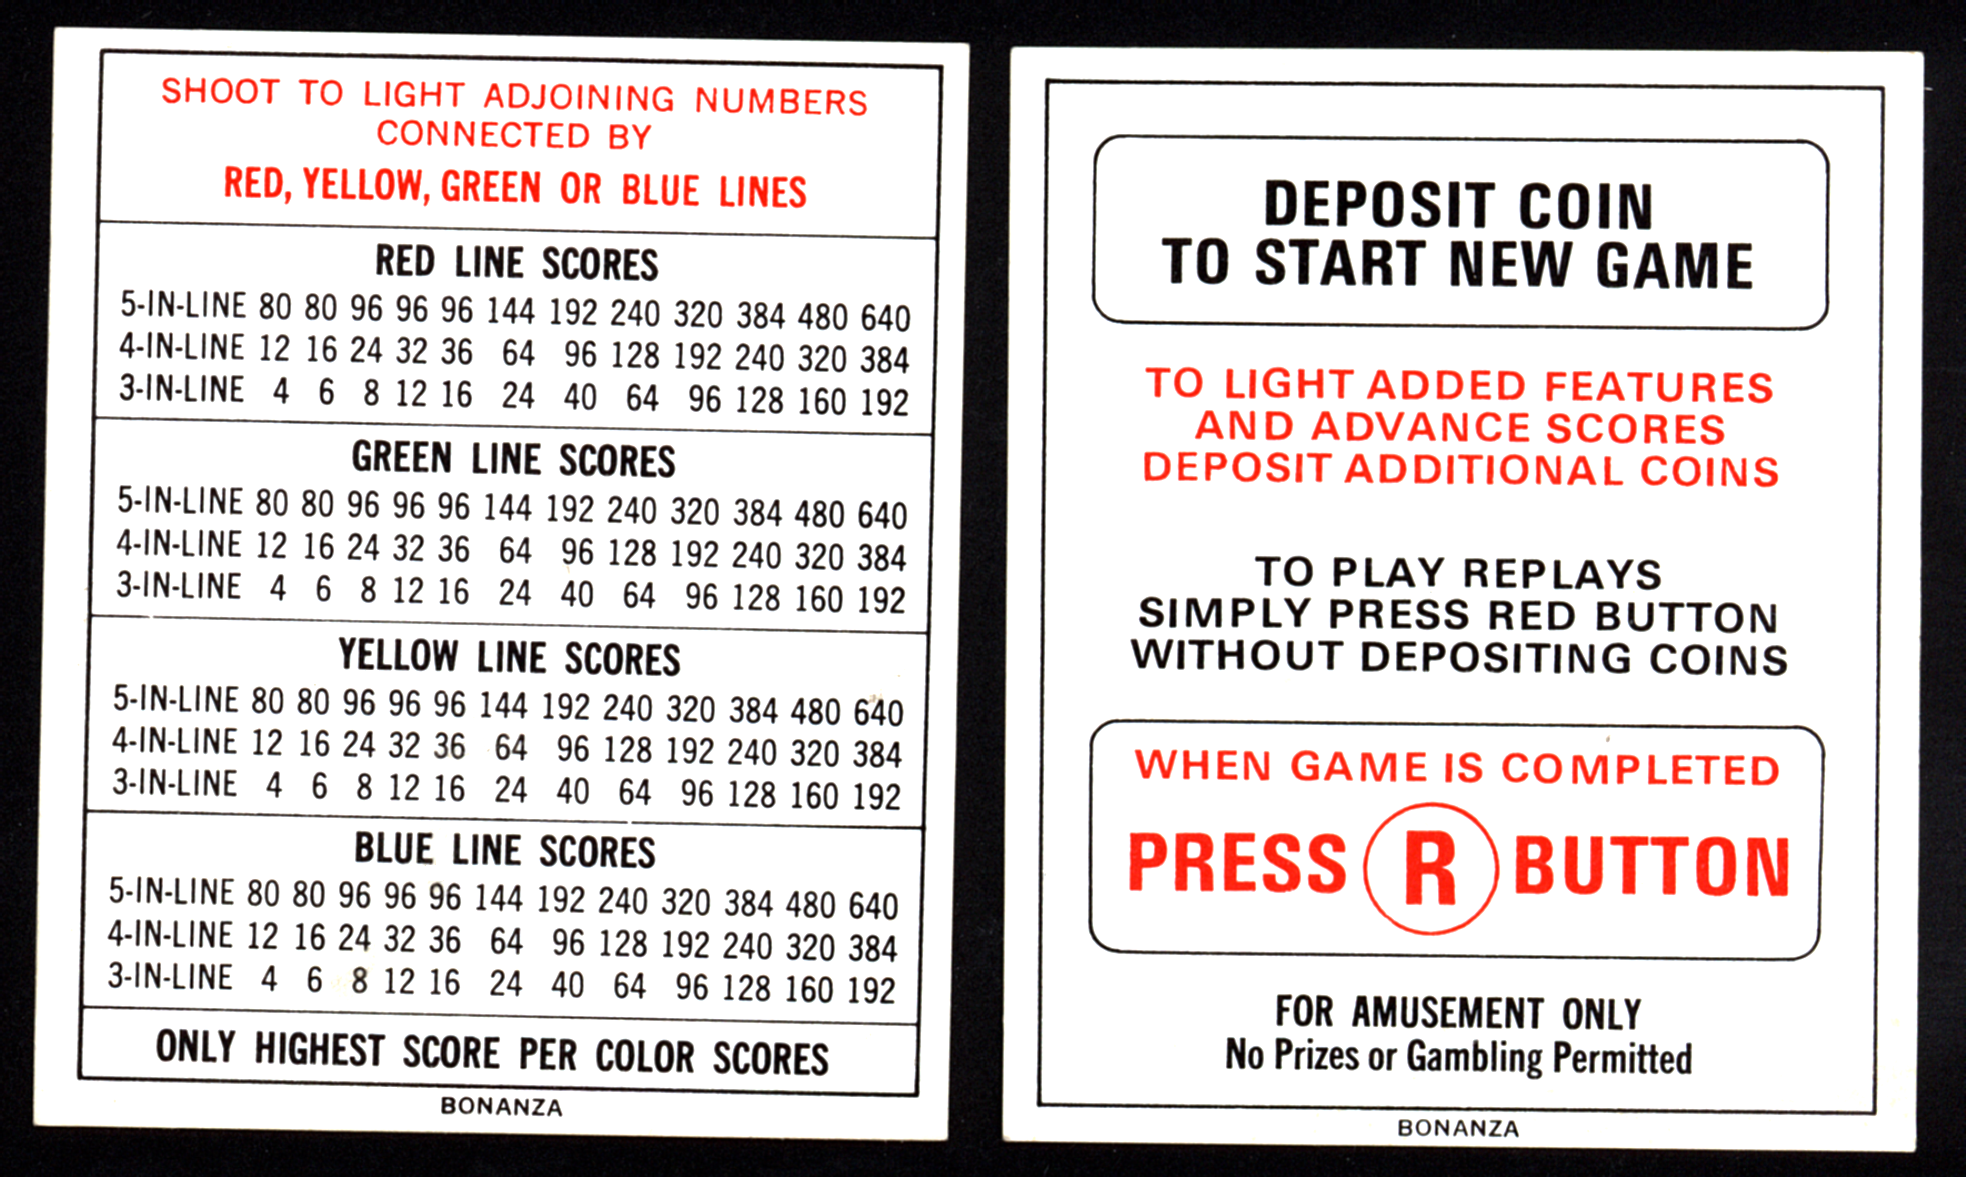 SHOOT TO LIGHT ADJOINING NUMBERS
CONNECTED BY
RED, YELLOW, GREEN OR BLUE LINES
RED LINE SCORES
5-IN-LINE 80 80 96 96 96 144 192 240 320 384 480 640
4-IN-LINE 12 16 24 32 36 64 96 128 192 240 320 384
3-IN-LINE 4 6 8 12 16 24 40 64 96 128 160 192
GREEN LINE SCORES
5-IN-LINE 80 80 96 96 96 144 192 240 320 384 480 640
4-IN-LINE 12 16 24 32 36 64 96 128 192 240 320 384
3-IN-LINE 4 6 8 12 16 24 40 64 96 128 160 192
YELLOW LINE SCORES
5-IN-LINE 80 80 96 96 96 144 192 240 320 384 480 640
4-IN-LINE 12 16 24 32 36 64 96 128 192 240 320 384
3-IN-LINE 4 6 8 12 16 24 40 64 96 128 160 192
BLUE LINE SCORES
5-IN-LINE 80 80 96 96 96 144 192 240 320 384 480 640
4-IN-LINE 12 16 24 32 36 64 96 128 192 240 320 384
3-IN-LINE 4 6 8 12 16 24 40 64 96 128 160 192
ONLY HIGHEST SCORE PER COLOR SCORES
BONANZA
DEPOSIT COIN
TO START NEW GAME
TO LIGHT ADDED FEATURES
AND ADVANCE SCORES
DEPOSIT ADDITIONAL COINS
TO PLAY REPLAYS
SIMPLY PRESS RED BUTTON
WITHOUT DEPOSITING COINS
WHEN GAME IS COMPLETED
PRESS R BUTTON
FOR AMUSEMENT ONLY
No Prizes or Gambling Permitted
BONANZA